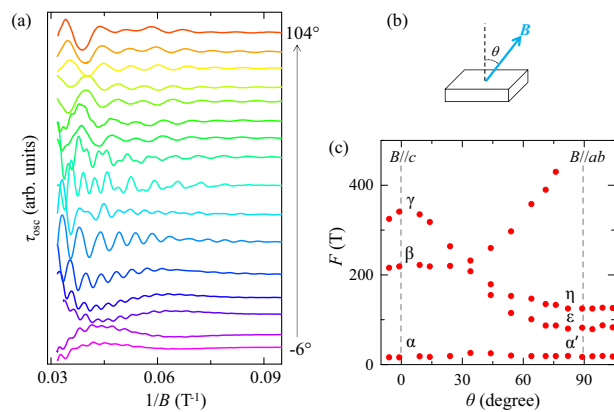 (a)
104°
-6°
τosc (arb. units)
0.03
0.06
0.09
1/B (T⁻¹)
(b)
B
θ
(c)
B//c
B//ab
400
200
0
F (T)
γ
β
α
η
ε
α′
0
30
60
90
θ (degree)